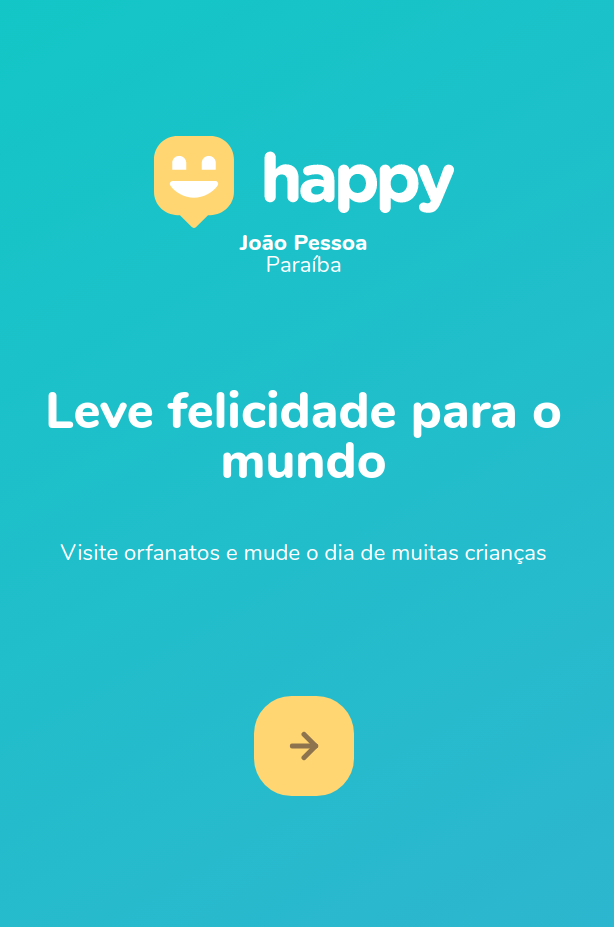 happy
João Pessoa
Paraíba
Leve felicidade para o
mundo
Visite orfanatos e mude o dia de muitas crianças